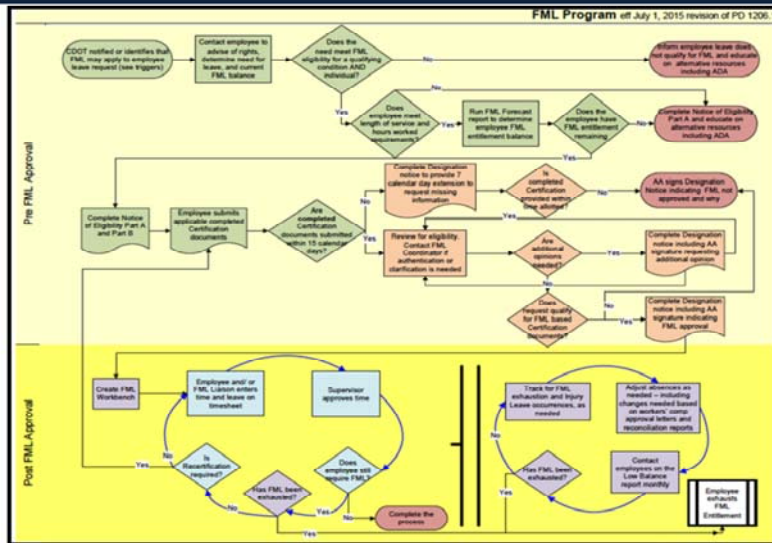 FML Program eff July 1, 2015 revision of PD 1206.
Pre FML Approval
CDOT notified or identifies that
FML may apply to employee
leave request (see triggers)
Contact employee to
advise of rights,
determine need for
leave, and current FML
balance
Does the
need meet FML
eligibility for a qualifying
condition AND
individual?
No
Inform employee leave does
not qualify for FML and educate
on alternative resources
including ADA
Yes
Does
employee meet
length of service and
hours worked
requirements?
No
Yes
Run FML Forecast
report to determine
employee FML
entitlement balance
Does the
employee have
FML entitlement
remaining
No
Complete Notice of Eligibility
Part A and educate on
alternative resources
including ADA
Yes
Complete Notice
of Eligibility Part A
and Part B
Employee submits
applicable completed
Certification
documents
Are
completed
Certification
documents submitted
within 15 calendar
days?
No
Yes
Complete Designation
notice to provide 7
calendar day extension to
request missing
information
Is
completed
Certification
provided within
time allotted?
No
AA signs Designation
Notice indicating FML not
approved and why
Yes
Review for eligibility.
Contact FML
Coordinator if
authentication or
clarification is needed
Are
additional
opinions
needed?
Yes
Complete Designation
notice including AA
signature requesting
additional opinion
No
Does
request qualify
for FML based
Certification
documents?
No
Yes
Complete Designation
notice including AA
signature indicating
FML approval
Post FML Approval
Create FML
Workbench
Employee and/ or
FML Liaison enters
time and leave on
timesheet
Supervisor
approves time
Does
employee still
require FML?
Yes
No
Complete the
process
Has FML been
exhausted?
No
Yes
Is
Recertification
required?
No
Yes
Track for FML
exhaustion and Injury
Leave occurrences, as
needed
Adjust absences as
needed – including
changes needed based
on workers' comp
approval letters and
reconciliation reports
Contact
employees on
the Low Balance
report monthly
Has FML been
exhausted?
No
Yes
Employee
exhausts
FML
Entitlement